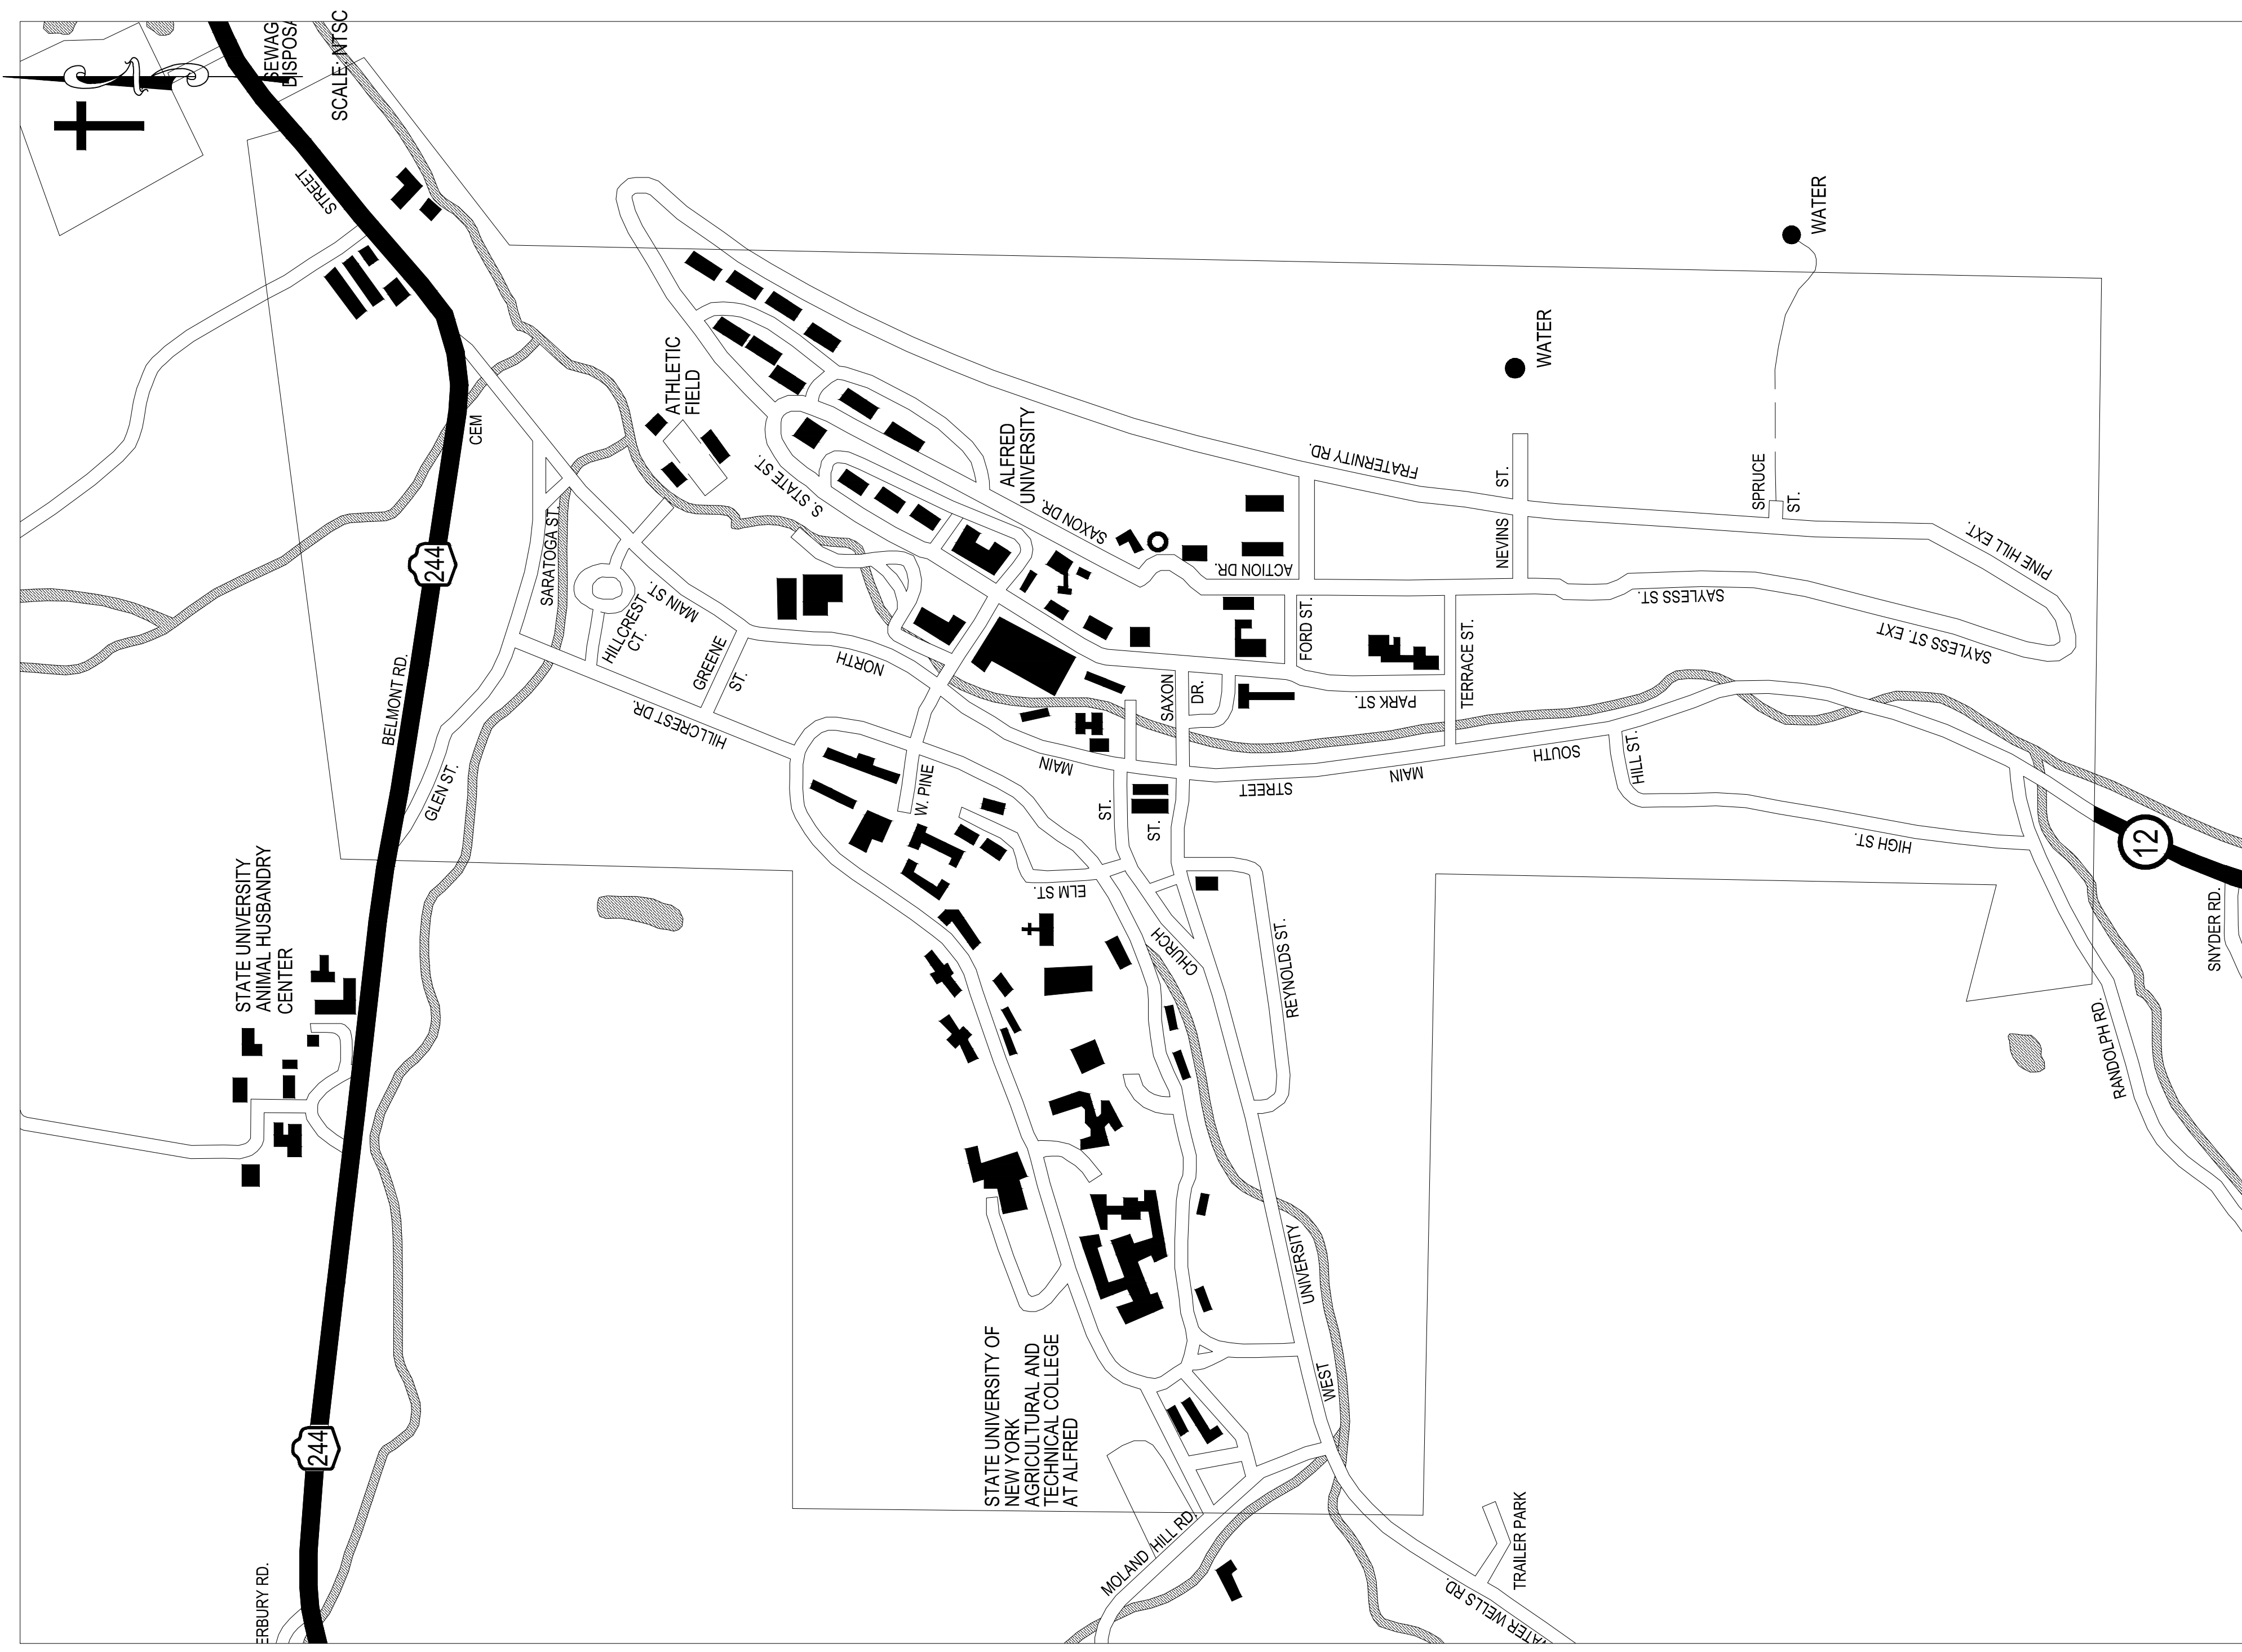 SEWAG
DISPOSA
SCALE: NTSC
N
STREET
WATER
WATER
ATHLETIC
FIELD
CEM
244
ALFRED
UNIVERSITY
FRATERNITY RD.
S. STATE ST.
SAXON DR.
SARATOGA ST.
SPRUCE
ST.
NEVINS
ST.
PINE HILL EXT.
ACTION DR.
SAYLESS ST.
SAYLESS ST. EXT
MAIN ST.
HILLCREST
CT.
GREENE
ST.
NORTH
FORD ST.
TERRACE ST.
PARK ST.
SAXON
DR.
BELMONT RD.
HILLCREST DR.
GLEN ST.
W. PINE
MAIN
ST.
ST.
STREET
MAIN
SOUTH
HILL ST.
HIGH ST.
12
ELM ST.
CHURCH
REYNOLDS ST.
SNYDER RD.
RANDOLPH RD.
STATE UNIVERSITY
ANIMAL HUSBANDRY
CENTER
UNIVERSITY
WEST
244
STATE UNIVERSITY OF
NEW YORK
AGRICULTURAL AND
TECHNICAL COLLEGE
AT ALFRED
MOLAND HILL RD.
TRAILER PARK
WATER WELLS RD.
ERBURY RD.